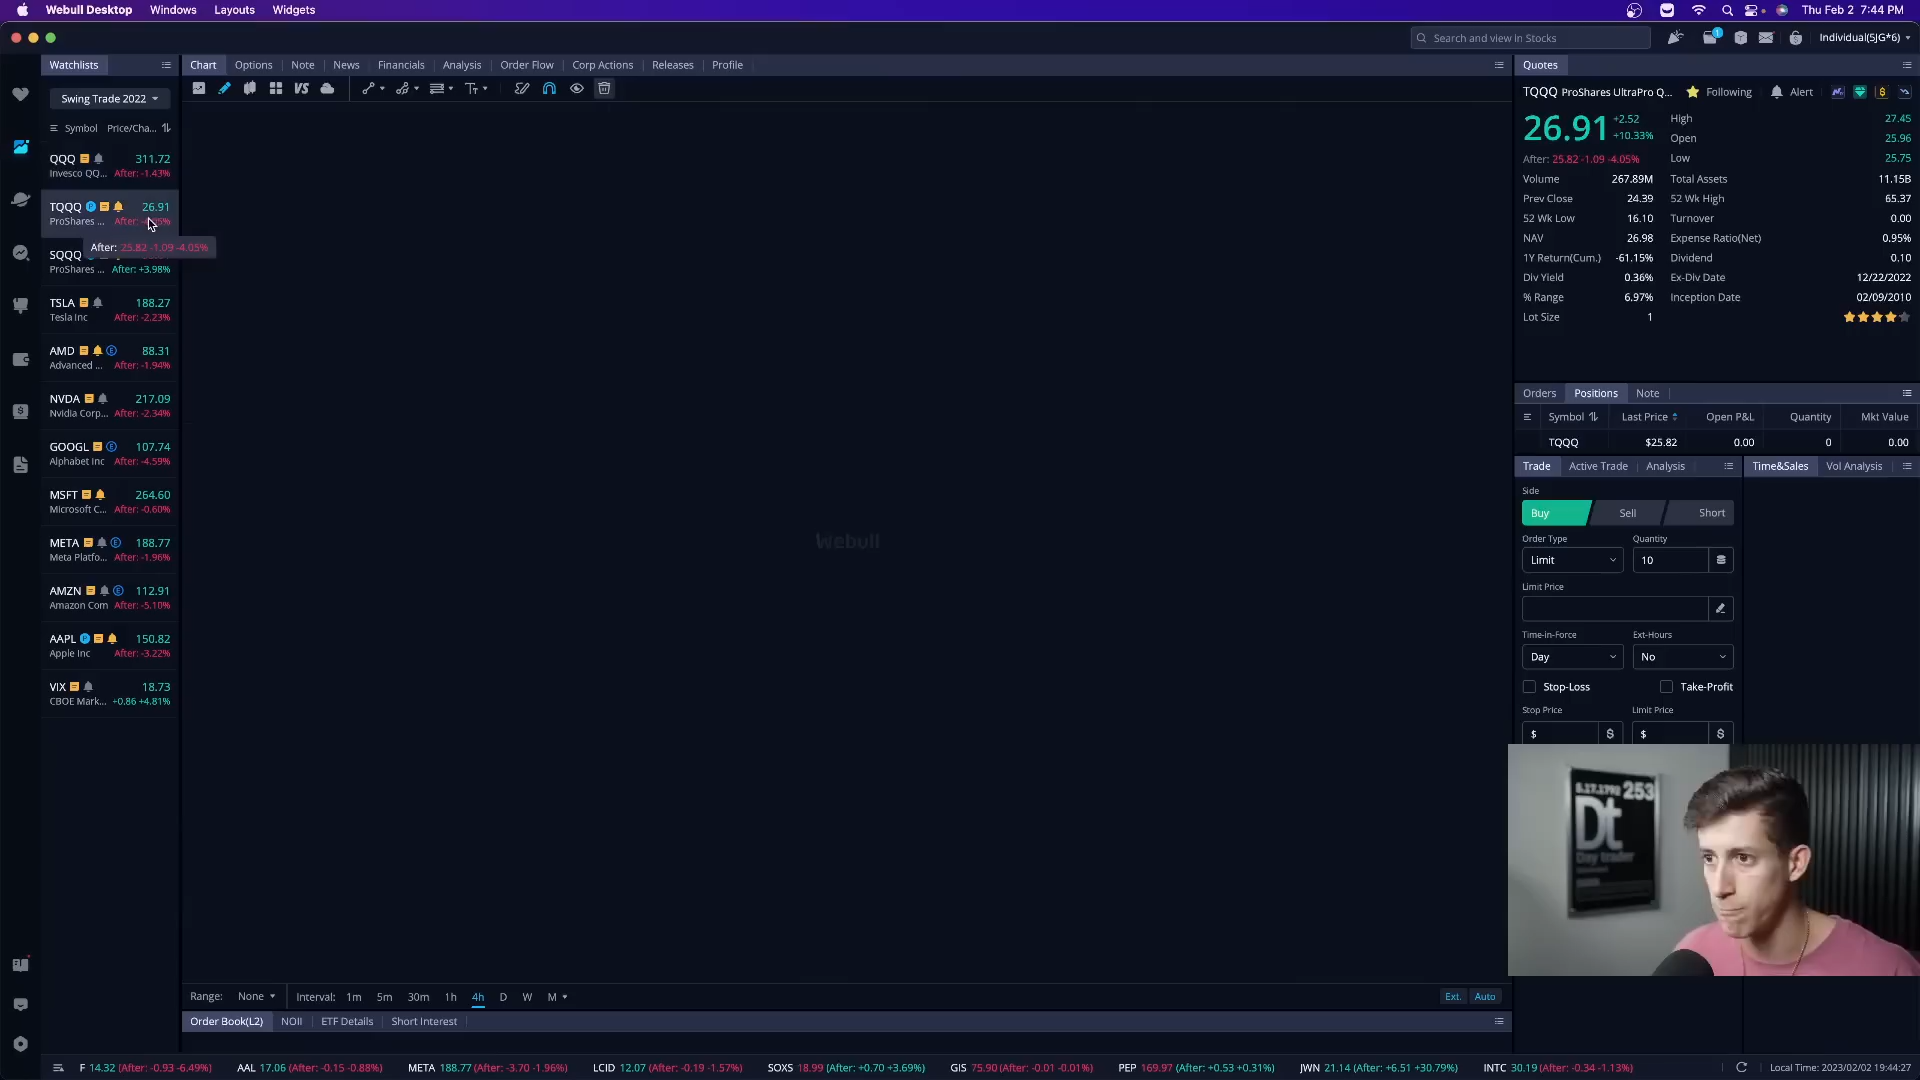 Webull Desktop Windows Layouts Widgets
Thu Feb 2 7:44 PM
Search and view in Stocks
1
Individual(5JG*6)
Watchlists
Chart Options Note News Financials Analysis Order Flow Corp Actions Releases Profile
Quotes
Swing Trade 2022
VS
Tт
Symbol Price/Cha...
QQQ 311.72
Invesco QQ... After: -1.43%
TQQQ P 26.91
ProShares ...
After: 25.82 -1.09 -4.05%
SQQQ
ProShares ... After: +3.98%
TSLA 188.27
Tesla Inc After: -2.23%
AMD E 88.31
Advanced ... After: -1.94%
NVDA 217.09
Nvidia Corp... After: -2.34%
GOOGL E 107.74
Alphabet Inc After: -4.59%
MSFT 264.60
Microsoft C... After: -0.60%
META E 188.77
Meta Platfo... After: -1.96%
AMZN E 112.91
Amazon Com After: -5.10%
AAPL P 150.82
Apple Inc After: -3.22%
VIX 18.73
CBOE Mark... +0.86 +4.81%
Webull
TQQQ ProShares UltraPro Q... Following Alert
26.91 +2.52
+10.33%
After: 25.82 -1.09 -4.05%
High 27.45
Open 25.96
Low 25.75
Volume 267.89M Total Assets 11.15B
Prev Close 24.39 52 Wk High 65.37
52 Wk Low 16.10 Turnover 0.00
NAV 26.98 Expense Ratio(Net) 0.95%
1Y Return(Cum.) -61.15% Dividend 0.10
Div Yield 0.36% Ex-Div Date 12/22/2022
% Range 6.97% Inception Date 02/09/2010
Lot Size 1
Orders Positions Note
Symbol Last Price Open P&L Quantity Mkt Value
TQQQ $25.82 0.00 0 0.00
Trade Active Trade Analysis
Time&Sales Vol Analysis
Side
Buy Sell Short
Order Type Quantity
Limit 10
Limit Price
Time-in-Force Ext-Hours
Day No
Stop-Loss Take-Profit
Stop Price Limit Price
$ $ $ $
5.17.1792 253
Dt
Day trader
Range: None Interval: 1m 5m 30m 1h 4h D W M
Ext. Auto
Order Book(L2) NOII ETF Details Short Interest
F 14.32 (After: -0.93 -6.49%) AAL 17.06 (After: -0.15 -0.88%) META 188.77 (After: -3.70 -1.96%) LCID 12.07 (After: -0.19 -1.57%) SOXS 18.99 (After: +0.70 +3.69%) GIS 75.90 (After: -0.01 -0.01%) PEP 169.97 (After: +0.53 +0.31%) JWN 21.14 (After: +6.51 +30.79%) INTC 30.19 (After: -0.34 -1.13%)
Local Time: 2023/02/02 19:44:27